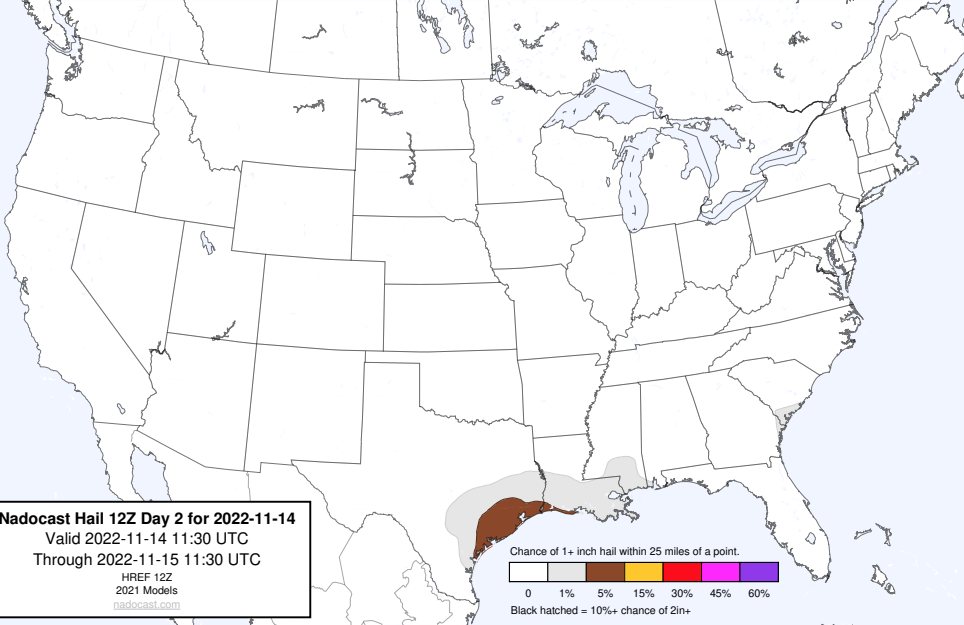 Nadocast Hail 12Z Day 2 for 2022-11-14
Valid 2022-11-14 11:30 UTC
Through 2022-11-15 11:30 UTC
HREF 12Z
2021 Models
nadocast.com
Chance of 1+ inch hail within 25 miles of a point.
0 1% 5% 15% 30% 45% 60%
Black hatched = 10%+ chance of 2in+